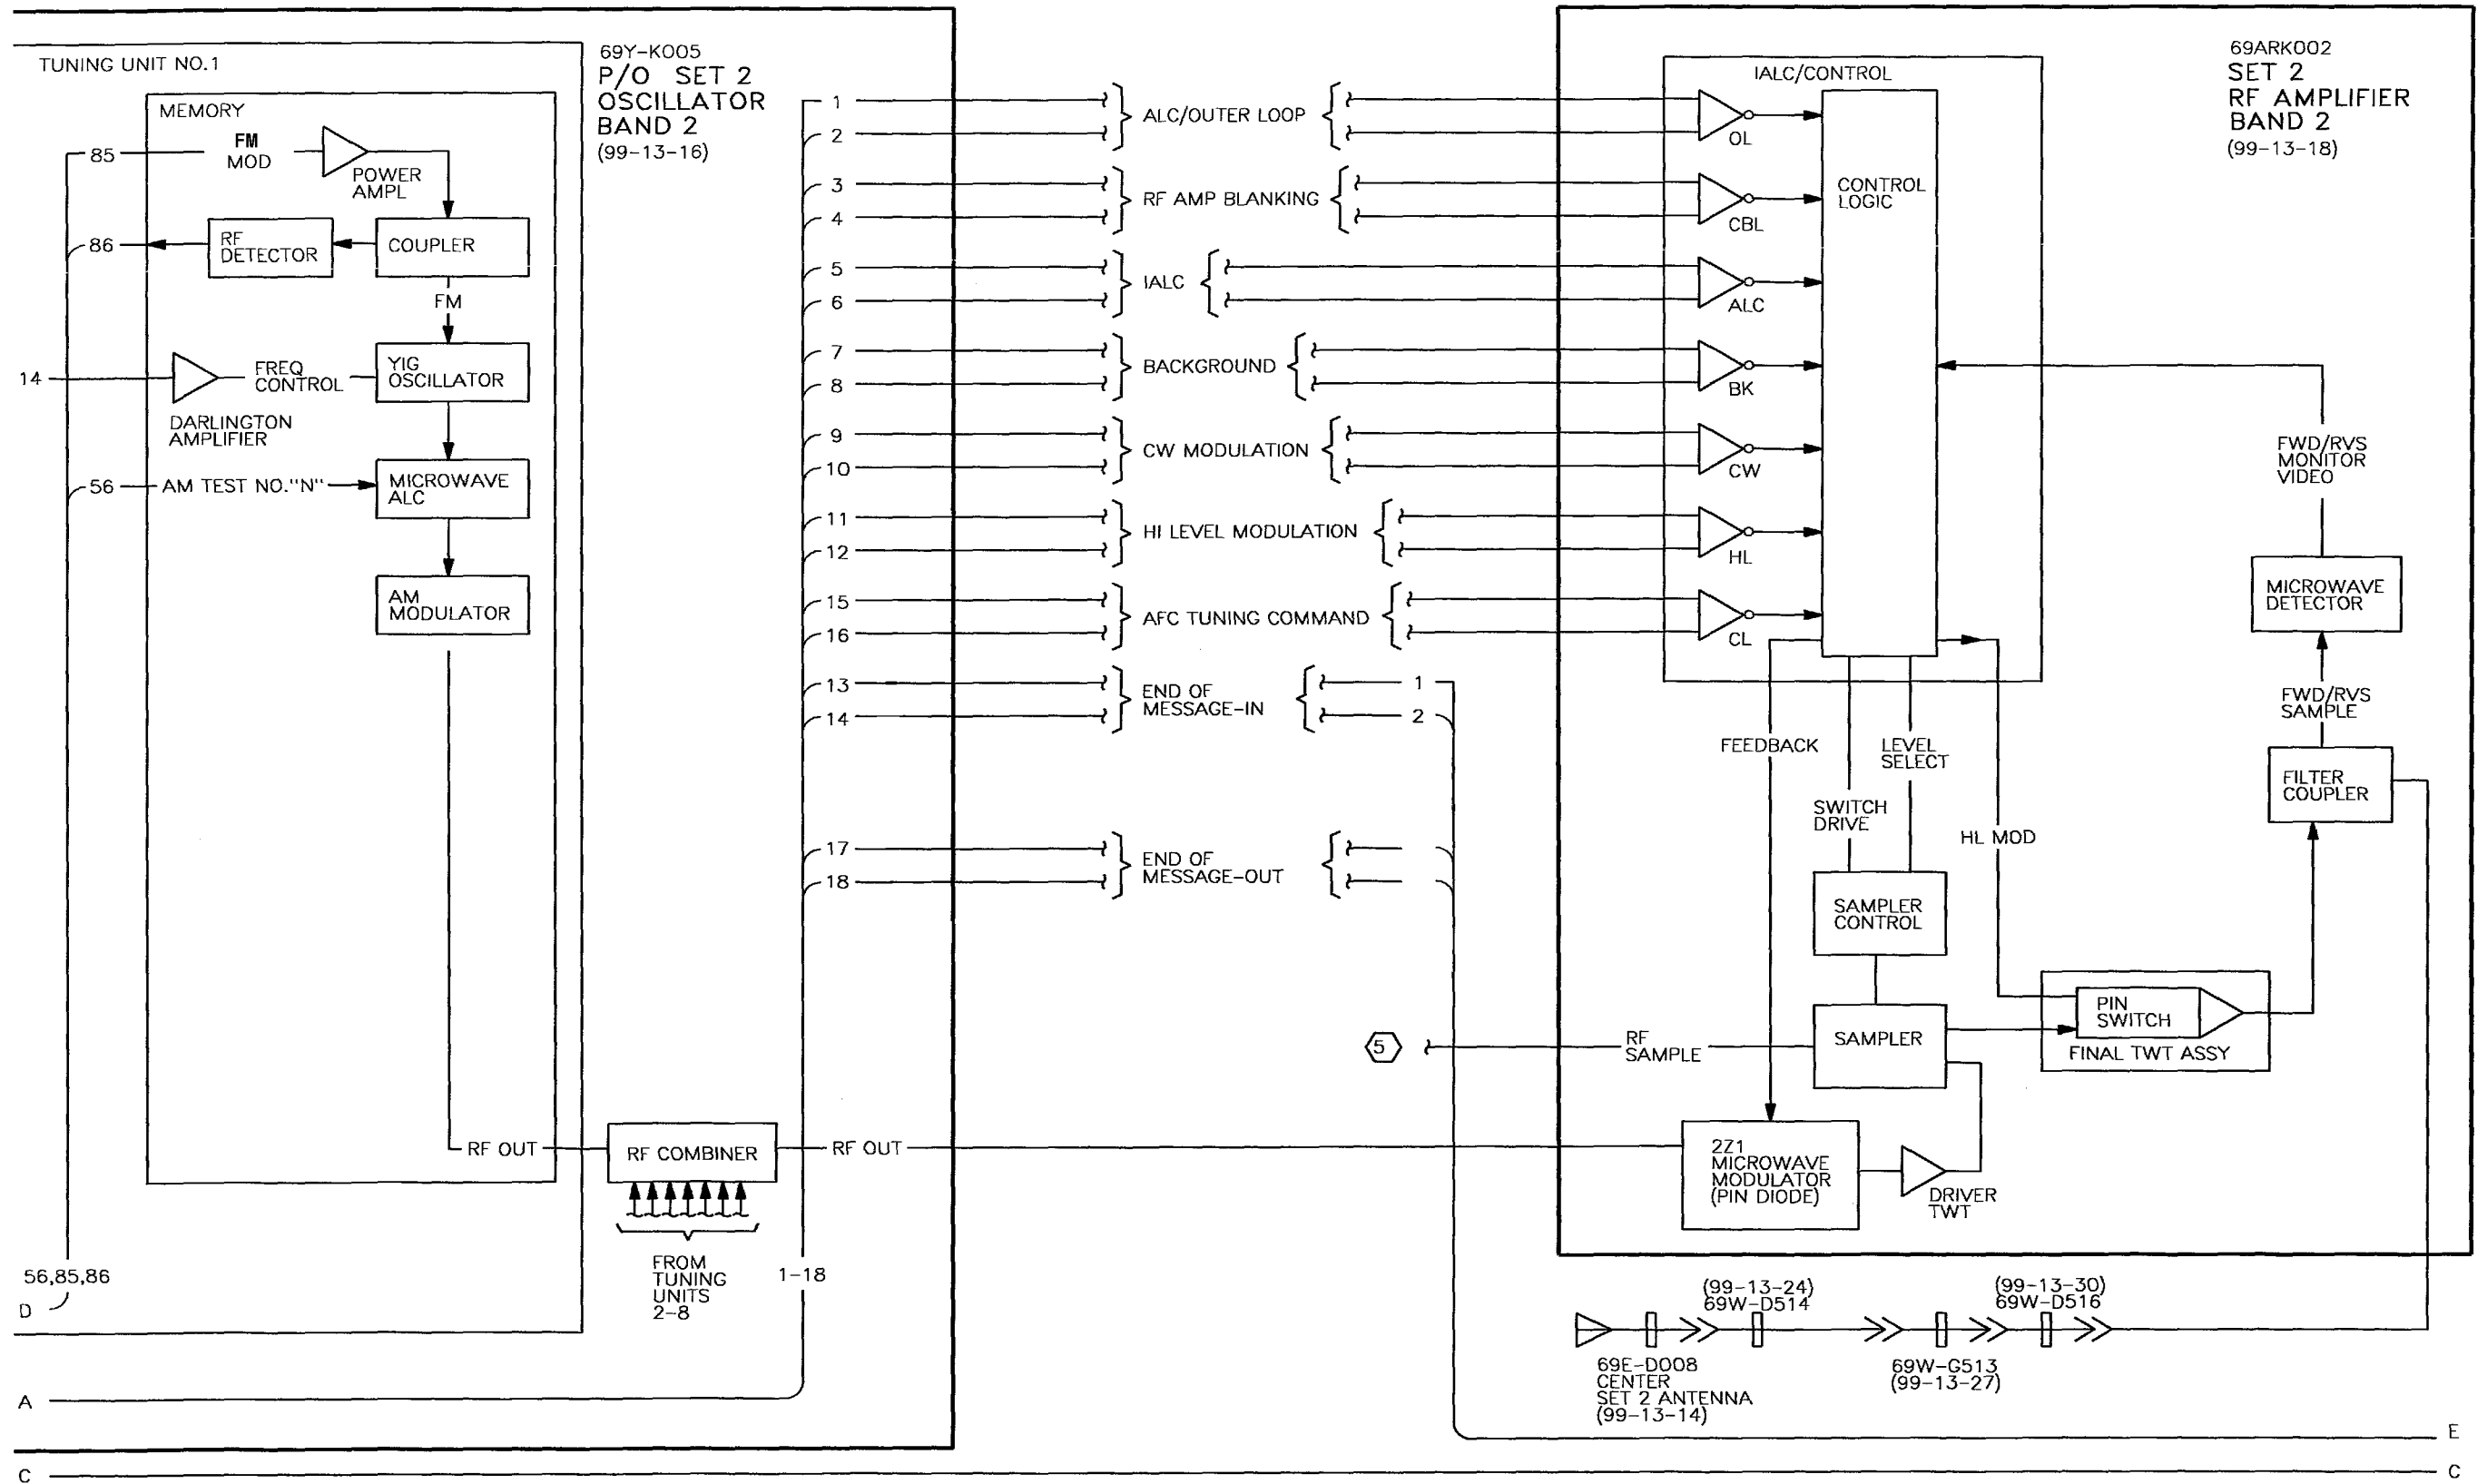 TUNING UNIT NO.1
MEMORY
85
FM
MOD
POWER
AMPL
86
RF
DETECTOR
COUPLER
FM
14
FREQ
CONTROL
YIG
OSCILLATOR
DARLINGTON
AMPLIFIER
56
AM TEST NO."N"
MICROWAVE
ALC
AM
MODULATOR
RF OUT
56,85,86
D
69Y-K005
P/O SET 2
OSCILLATOR
BAND 2
(99-13-16)
RF COMBINER
RF OUT
FROM
TUNING
UNITS
2-8
1-18
A
C
1
2
ALC/OUTER LOOP
3
4
RF AMP BLANKING
5
6
IALC
7
8
BACKGROUND
9
10
CW MODULATION
11
12
HI LEVEL MODULATION
15
16
AFC TUNING COMMAND
13
14
END OF
MESSAGE-IN
1
2
17
18
END OF
MESSAGE-OUT
69ARK002
SET 2
RF AMPLIFIER
BAND 2
(99-13-18)
IALC/CONTROL
OL
CBL
ALC
BK
CW
HL
CL
CONTROL
LOGIC
FWD/RVS
MONITOR
VIDEO
MICROWAVE
DETECTOR
FWD/RVS
SAMPLE
FILTER
COUPLER
FEEDBACK
LEVEL
SELECT
SWITCH
DRIVE
HL MOD
SAMPLER
CONTROL
5
RF
SAMPLE
SAMPLER
PIN
SWITCH
FINAL TWT ASSY
2Z1
MICROWAVE
MODULATOR
(PIN DIODE)
DRIVER
TWT
(99-13-24)
69W-D514
(99-13-30)
69W-D516
69E-D008
CENTER
SET 2 ANTENNA
(99-13-14)
69W-G513
(99-13-27)
E
C